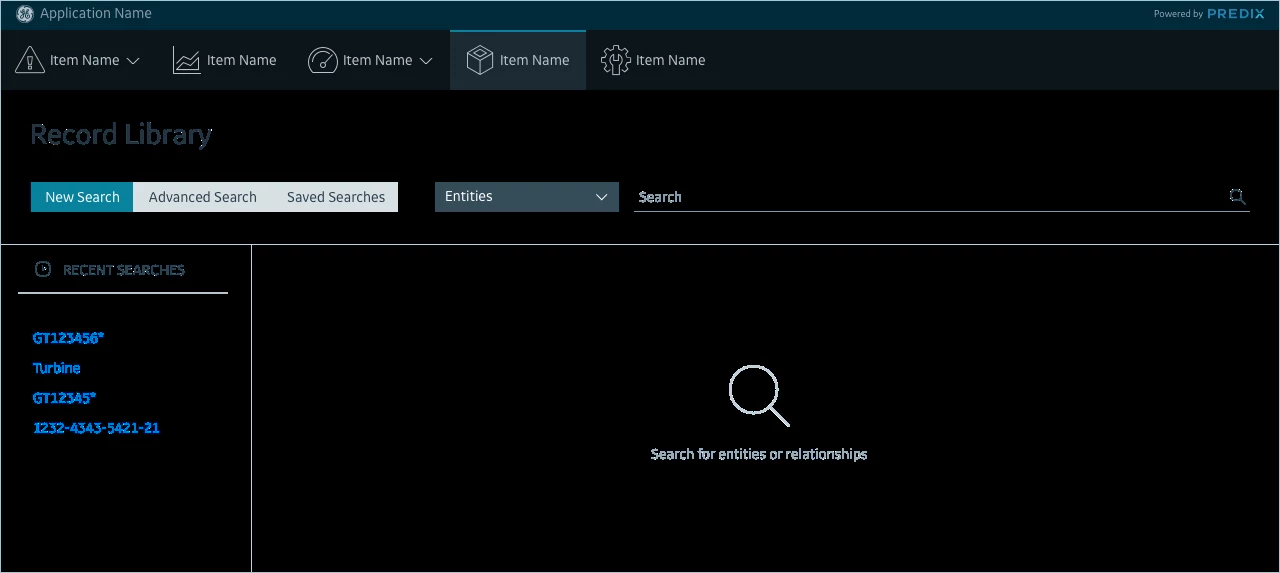 Application Name
Powered by PREDIX
Item Name
Item Name
Item Name
Item Name
Item Name
Record Library
New Search
Advanced Search
Saved Searches
Entities
Search
RECENT SEARCHES
GT123456*
Turbine
GT12345*
1232-4343-5421-21
Search for entities or relationships